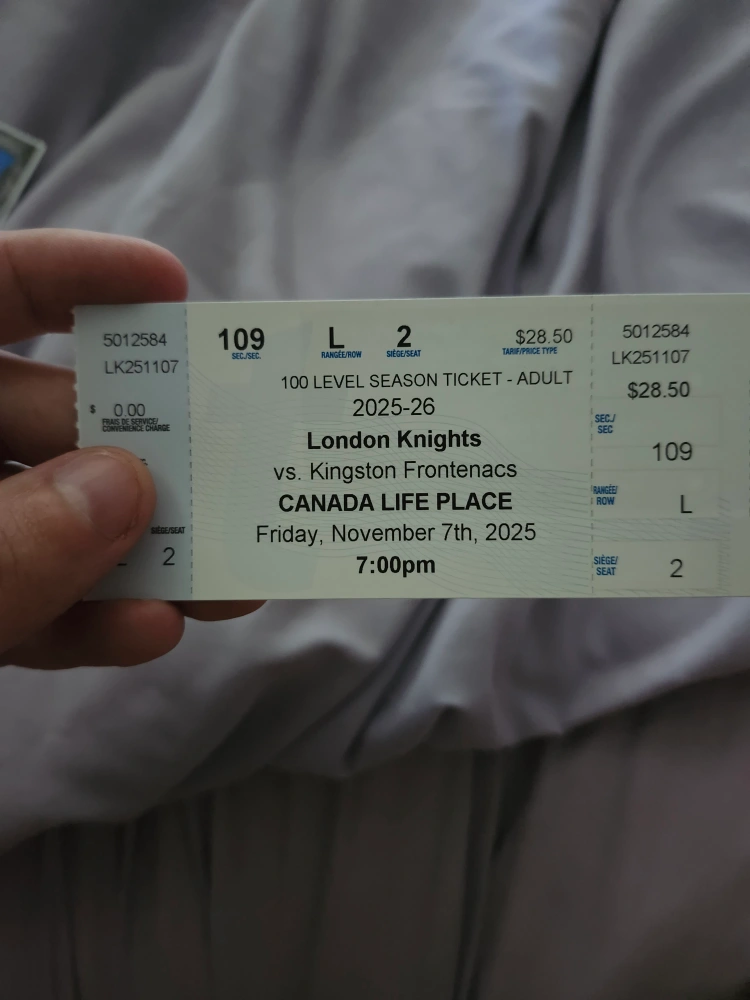 5012584
LK251107
$ 0.00
FRAIS DE SERVICE/
CONVENIENCE CHARGE
SIÈGE/SEAT
2
109 L 2 $28.50
SEC./SEC. RANGÉE/ROW SIÈGE/SEAT TARIF/PRICE TYPE
100 LEVEL SEASON TICKET - ADULT
2025-26
London Knights
vs. Kingston Frontenacs
CANADA LIFE PLACE
Friday, November 7th, 2025
7:00pm
5012584
LK251107
$28.50
SEC./
SEC
109
RANGÉE/
ROW
L
SIÈGE/
SEAT
2